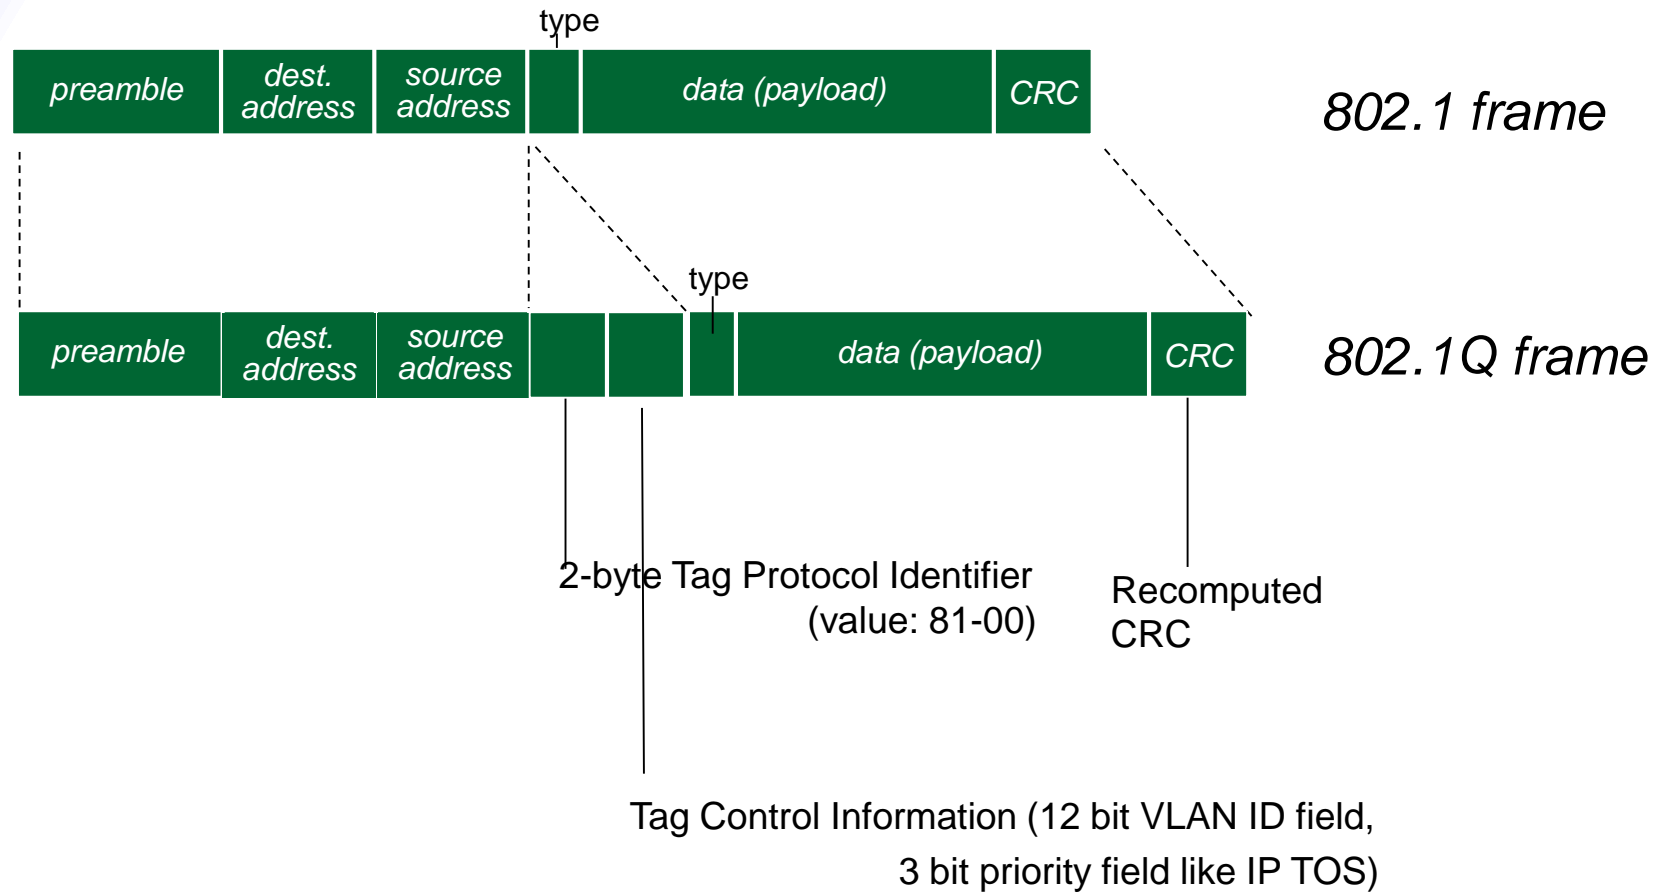 type
preamble
dest.
address
source
address
data (payload)
CRC
802.1 frame
type
preamble
dest.
address
source
address
data (payload)
CRC
802.1Q frame
2-byte Tag Protocol Identifier
(value: 81-00)
Recomputed
CRC
Tag Control Information (12 bit VLAN ID field,
3 bit priority field like IP TOS)